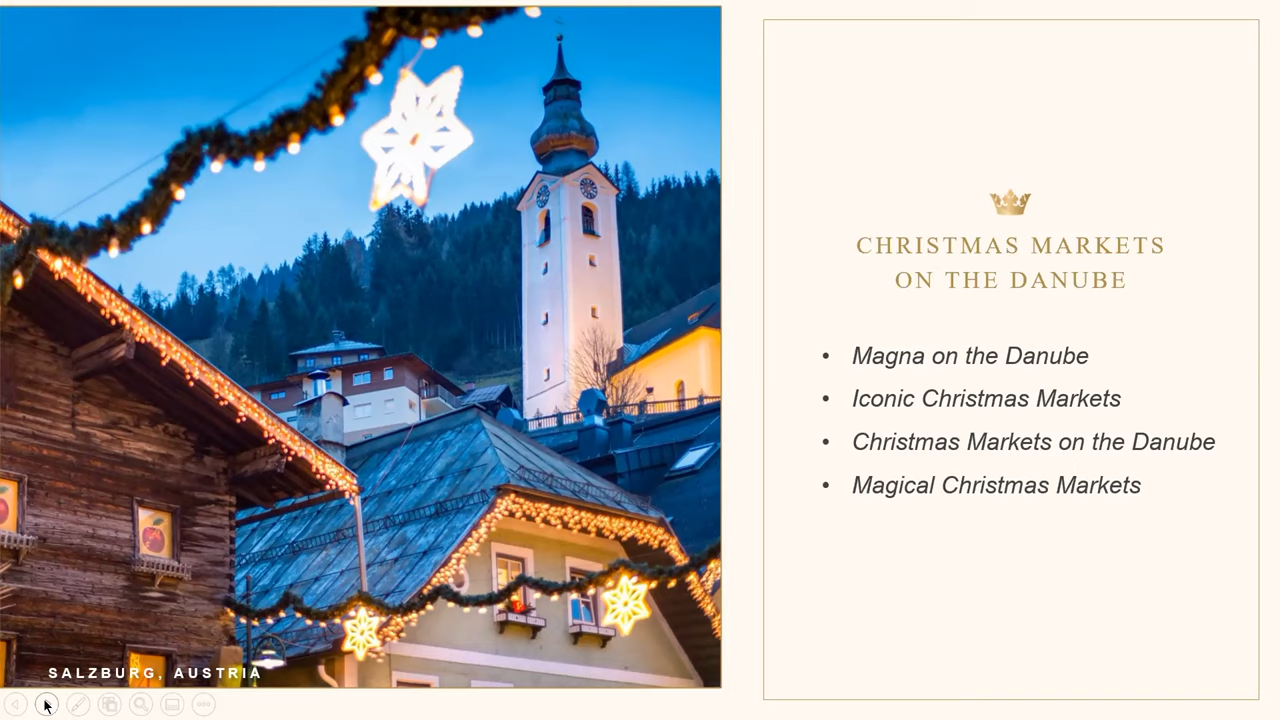 SALZBURG, AUSTRIA
CHRISTMAS MARKETS
ON THE DANUBE
• Magna on the Danube
• Iconic Christmas Markets
• Christmas Markets on the Danube
• Magical Christmas Markets